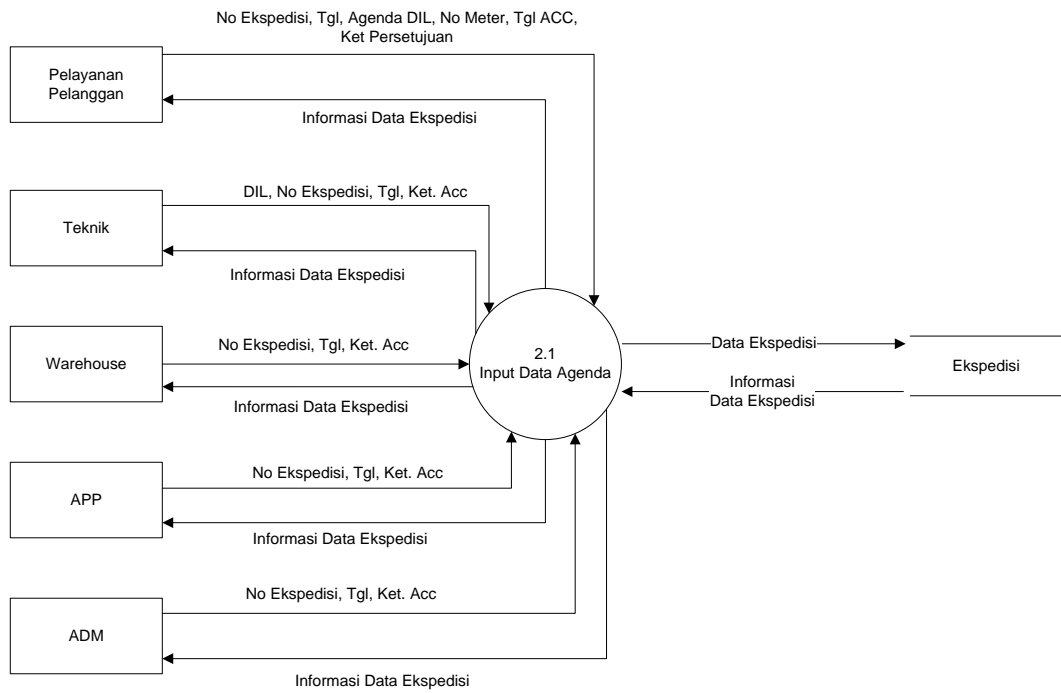 No Ekspedisi, Tgl, Agenda DIL, No Meter, Tgl ACC,
Ket Persetujuan
Pelayanan
Pelanggan
Informasi Data Ekspedisi
DIL, No Ekspedisi, Tgl, Ket. Acc
Teknik
Informasi Data Ekspedisi
No Ekspedisi, Tgl, Ket. Acc
Warehouse
Informasi Data Ekspedisi
2.1
Input Data Agenda
Data Ekspedisi
Informasi
Data Ekspedisi
Ekspedisi
No Ekspedisi, Tgl, Ket. Acc
APP
Informasi Data Ekspedisi
No Ekspedisi, Tgl, Ket. Acc
ADM
Informasi Data Ekspedisi